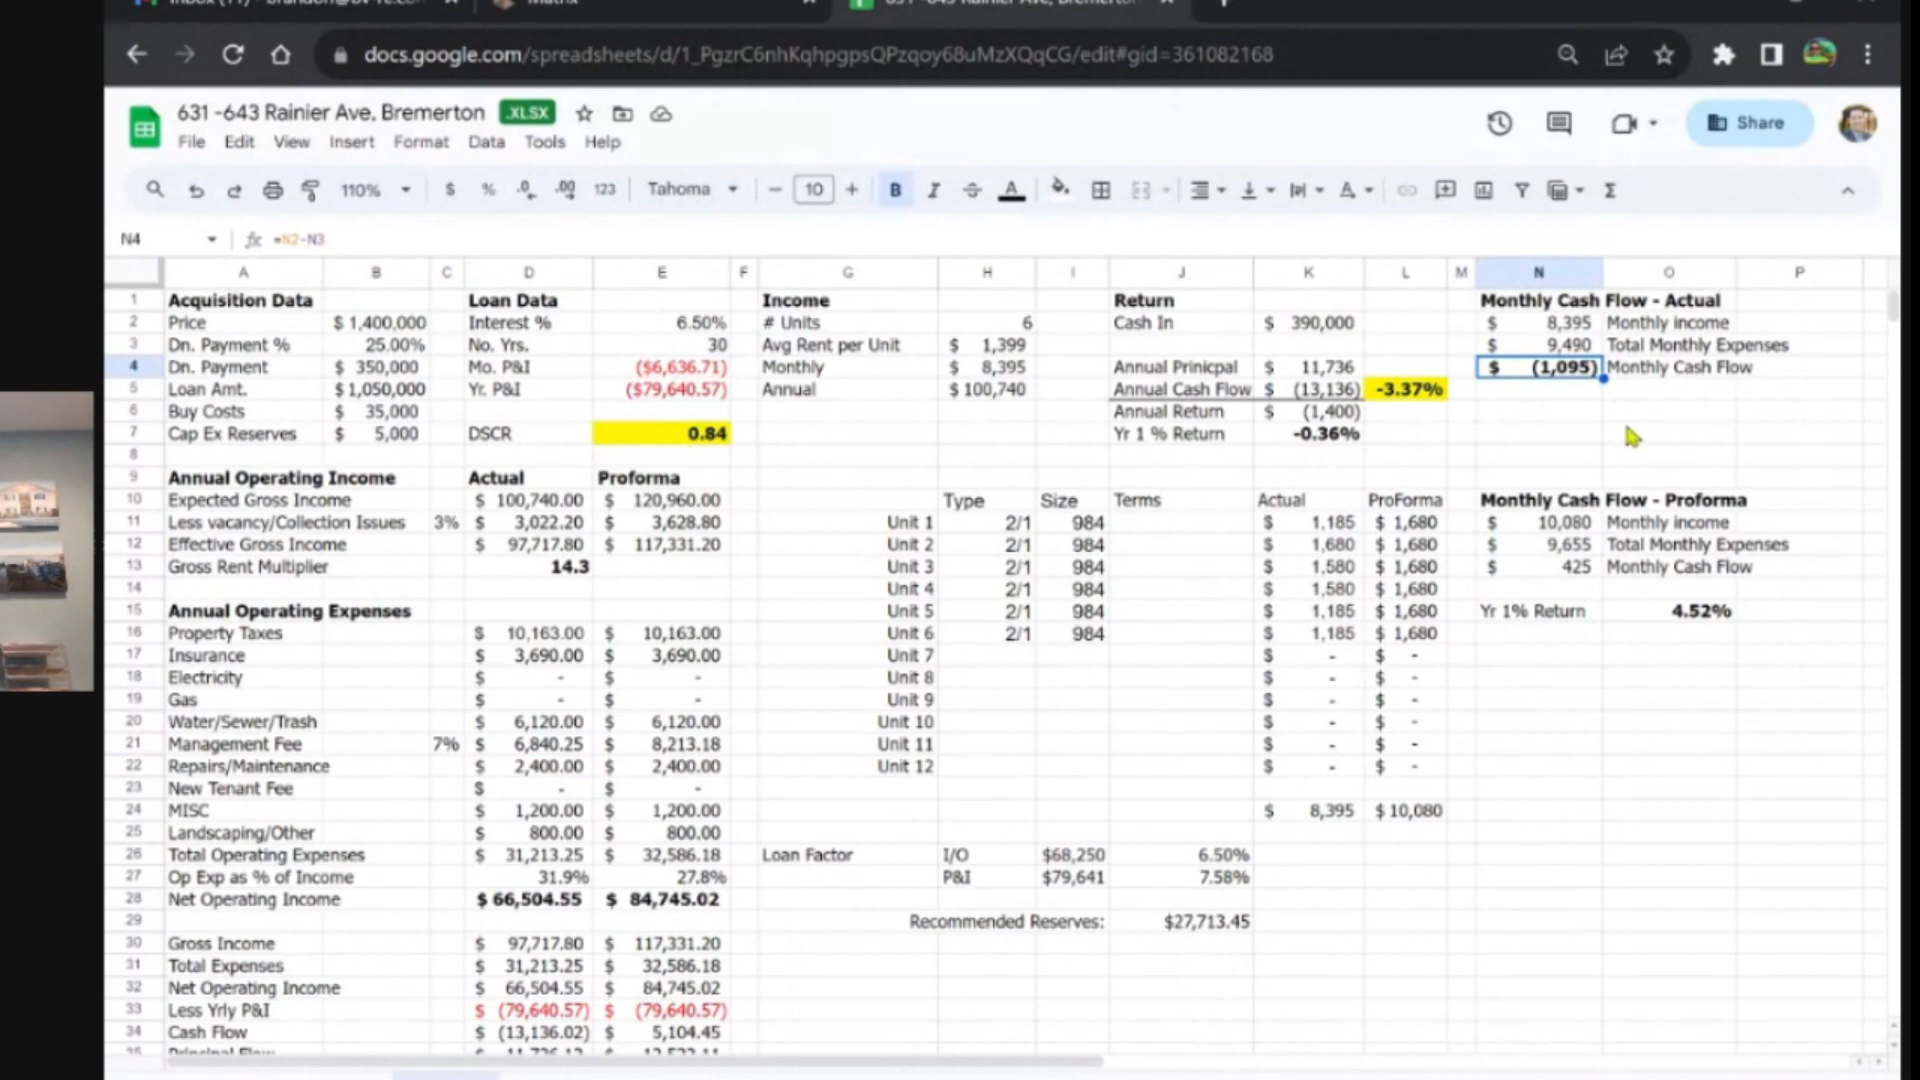 docs.google.com/spreadsheets/d/1_PgzrC6nhKqhpgpsQPzqoy68uMzXQqCG/edit#gid=361082168
631 -643 Rainier Ave, Bremerton .XLSX
Share
File Edit View Insert Format Data Tools Help
110% $ % .0 .00 123 Tahoma 10 B I A
N4 fx =N2-N3
A B C D E F G H I J K L M N O P
1 Acquisition Data Loan Data Income Return Monthly Cash Flow - Actual
2 Price $ 1,400,000 Interest % 6.50% # Units 6 Cash In $ 390,000 $ 8,395 Monthly income
3 Dn. Payment % 25.00% No. Yrs. 30 Avg Rent per Unit $ 1,399 $ 9,490 Total Monthly Expenses
4 Dn. Payment $ 350,000 Mo. P&I ($6,636.71) Monthly $ 8,395 Annual Prinicpal $ 11,736 $ (1,095) Monthly Cash Flow
5 Loan Amt. $1,050,000 Yr. P&I ($79,640.57) Annual $ 100,740 Annual Cash Flow $ (13,136) -3.37%
6 Buy Costs $ 35,000 Annual Return $ (1,400)
7 Cap Ex Reserves $ 5,000 DSCR 0.84 Yr 1 % Return -0.36%
8
9 Annual Operating Income Actual Proforma
10 Expected Gross Income $ 100,740.00 $ 120,960.00 Type Size Terms Actual ProForma Monthly Cash Flow - Proforma
11 Less vacancy/Collection Issues 3% $ 3,022.20 $ 3,628.80 Unit 1 2/1 984 $ 1,185 $ 1,680 $ 10,080 Monthly income
12 Effective Gross Income $ 97,717.80 $ 117,331.20 Unit 2 2/1 984 $ 1,680 $ 1,680 $ 9,655 Total Monthly Expenses
13 Gross Rent Multiplier 14.3 Unit 3 2/1 984 $ 1,580 $ 1,680 $ 425 Monthly Cash Flow
14 Unit 4 2/1 984 $ 1,580 $ 1,680
15 Annual Operating Expenses Unit 5 2/1 984 $ 1,185 $ 1,680 Yr 1% Return 4.52%
16 Property Taxes $ 10,163.00 $ 10,163.00 Unit 6 2/1 984 $ 1,185 $ 1,680
17 Insurance $ 3,690.00 $ 3,690.00 Unit 7 $ - $ -
18 Electricity $ - $ - Unit 8 $ - $ -
19 Gas $ - $ - Unit 9 $ - $ -
20 Water/Sewer/Trash $ 6,120.00 $ 6,120.00 Unit 10 $ - $ -
21 Management Fee 7% $ 6,840.25 $ 8,213.18 Unit 11 $ - $ -
22 Repairs/Maintenance $ 2,400.00 $ 2,400.00 Unit 12 $ - $ -
23 New Tenant Fee $ - $ -
24 MISC $ 1,200.00 $ 1,200.00 $ 8,395 $ 10,080
25 Landscaping/Other $ 800.00 $ 800.00
26 Total Operating Expenses $ 31,213.25 $ 32,586.18 Loan Factor I/O $68,250 6.50%
27 Op Exp as % of Income 31.9% 27.8% P&I $79,641 7.58%
28 Net Operating Income $ 66,504.55 $ 84,745.02
29 Recommended Reserves: $27,713.45
30 Gross Income $ 97,717.80 $ 117,331.20
31 Total Expenses $ 31,213.25 $ 32,586.18
32 Net Operating Income $ 66,504.55 $ 84,745.02
33 Less Yrly P&I $ (79,640.57) $ (79,640.57)
34 Cash Flow $ (13,136.02) $ 5,104.45